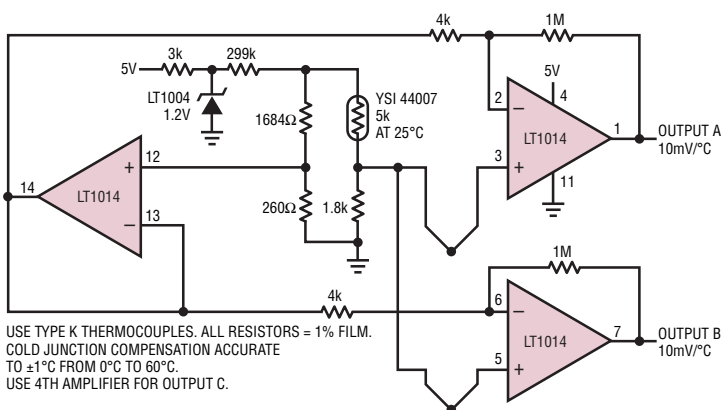 4k
1M
3k
299k
5V
LT1004
1.2V
1684Ω
YSI 44007
5k
AT 25°C
5V
2
4
−
LT1014
1
OUTPUT A
10mV/°C
3
+
11
12
+
14
LT1014
−
13
260Ω
1.8k
1M
4k
6
−
LT1014
7
OUTPUT B
10mV/°C
5
+
USE TYPE K THERMOCOUPLES. ALL RESISTORS = 1% FILM.
COLD JUNCTION COMPENSATION ACCURATE
TO ±1°C FROM 0°C TO 60°C.
USE 4TH AMPLIFIER FOR OUTPUT C.